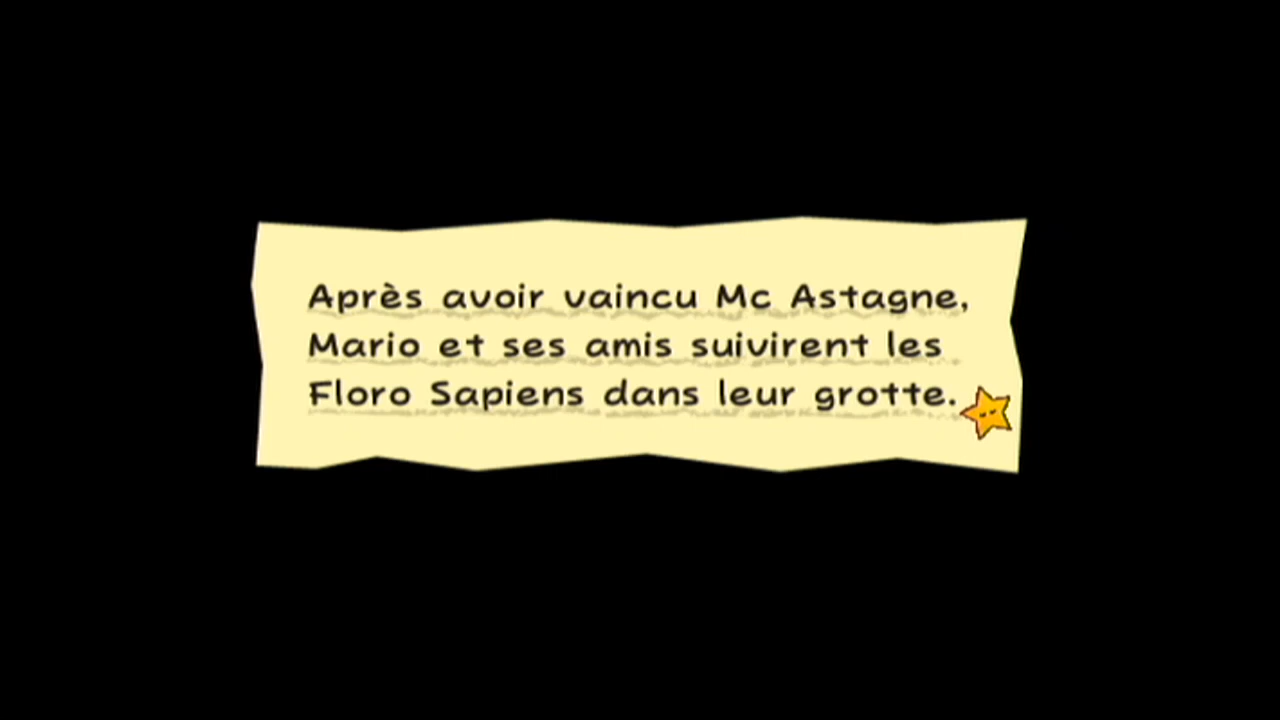 Après avoir vaincu Mc Astagne,
Mario et ses amis suivirent les
Floro Sapiens dans leur grotte.